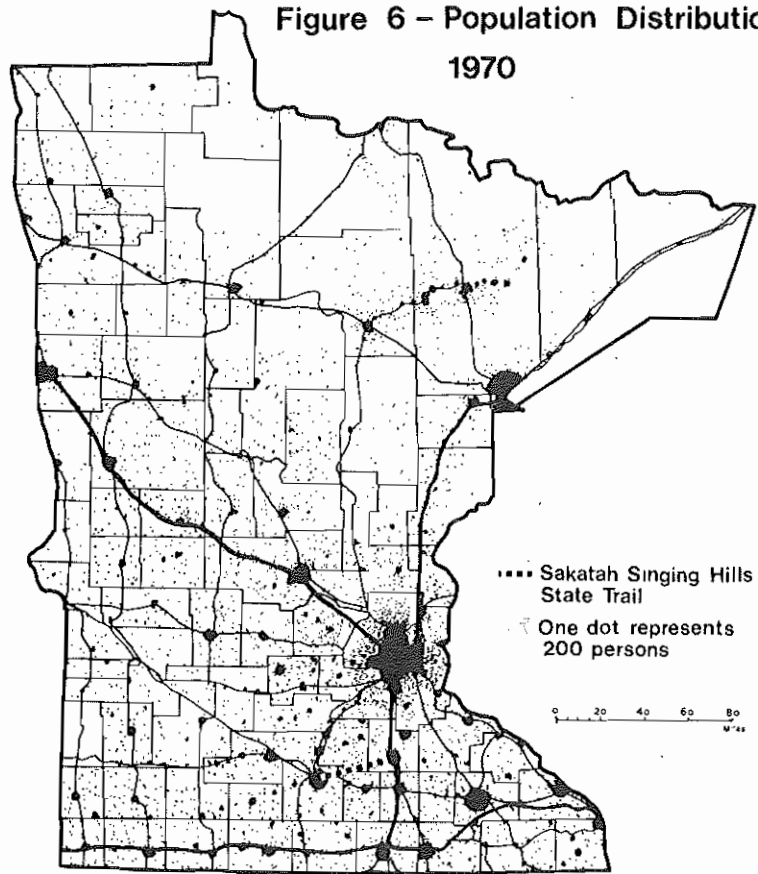 Figure 6 – Population Distributio
1970
Sakatah Singing Hills
State Trail
One dot represents
200 persons
0 20 40 60 80